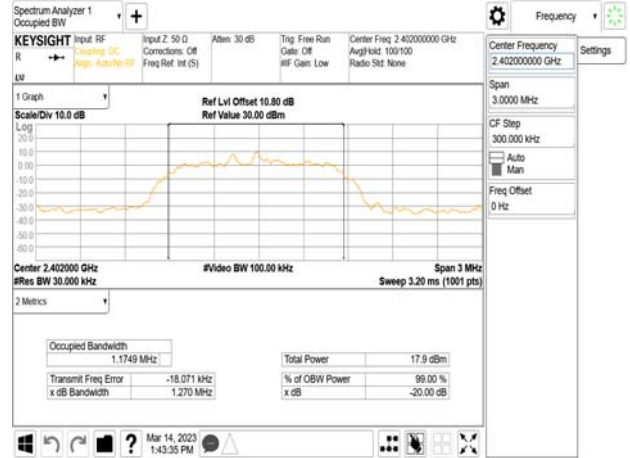 Spectrum Analyzer 1
Occupied BW
Frequency
KEYSIGHT
R
Input: RF
Coupling: DC
Align: Auto/No RF
Input Z: 50 Ω
Corrections: Off
Freq Ref: Int (S)
Atten: 30 dB
Trig: Free Run
Gate: Off
#IF Gain: Low
Center Freq: 2.402000000 GHz
Avg|Hold: 100/100
Radio Std: None
1 Graph
Scale/Div 10.0 dB
Ref Lvl Offset 10.80 dB
Ref Value 30.00 dBm
Log
20.0
10.0
0.00
-10.0
-20.0
-30.0
-40.0
-50.0
-60.0
Center 2.402000 GHz
#Res BW 30.000 kHz
#Video BW 100.00 kHz
Span 3 MHz
Sweep 3.20 ms (1001 pts)
2 Metrics
Occupied Bandwidth
1.1749 MHz
Total Power 17.9 dBm
Transmit Freq Error -18.071 kHz
% of OBW Power 99.00 %
x dB Bandwidth 1.270 MHz
x dB -20.00 dB
Mar 14, 2023
1:43:35 PM
Center Frequency
2.402000000 GHz
Settings
Span
3.0000 MHz
CF Step
300.000 kHz
Auto
Man
Freq Offset
0 Hz